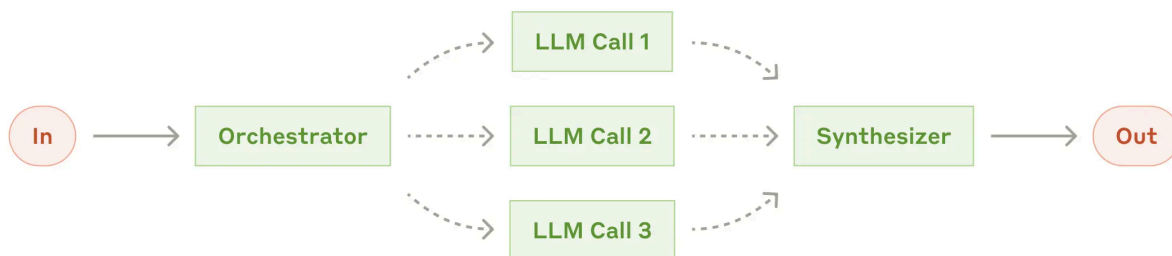 LLM Call 1
In
Orchestrator
LLM Call 2
Synthesizer
Out
LLM Call 3